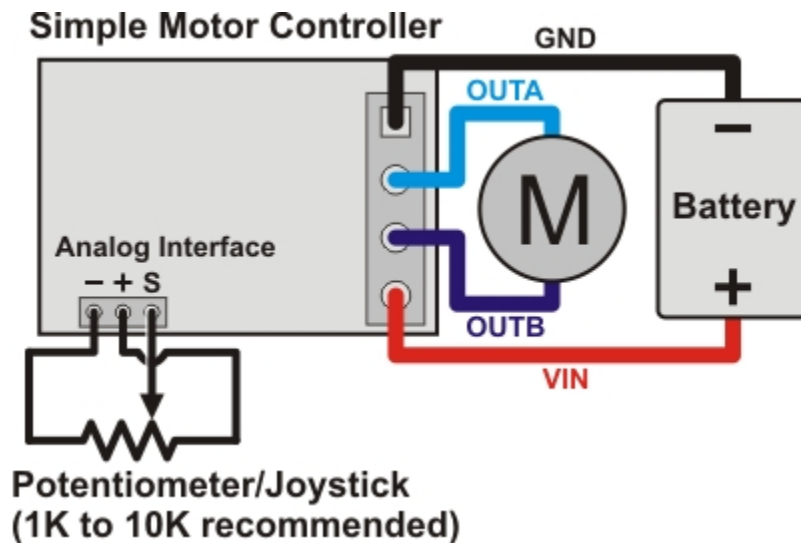 Simple Motor Controller
GND
OUTA
M
−
Battery
+
Analog Interface
− + S
OUTB
VIN
Potentiometer/Joystick
(1K to 10K recommended)